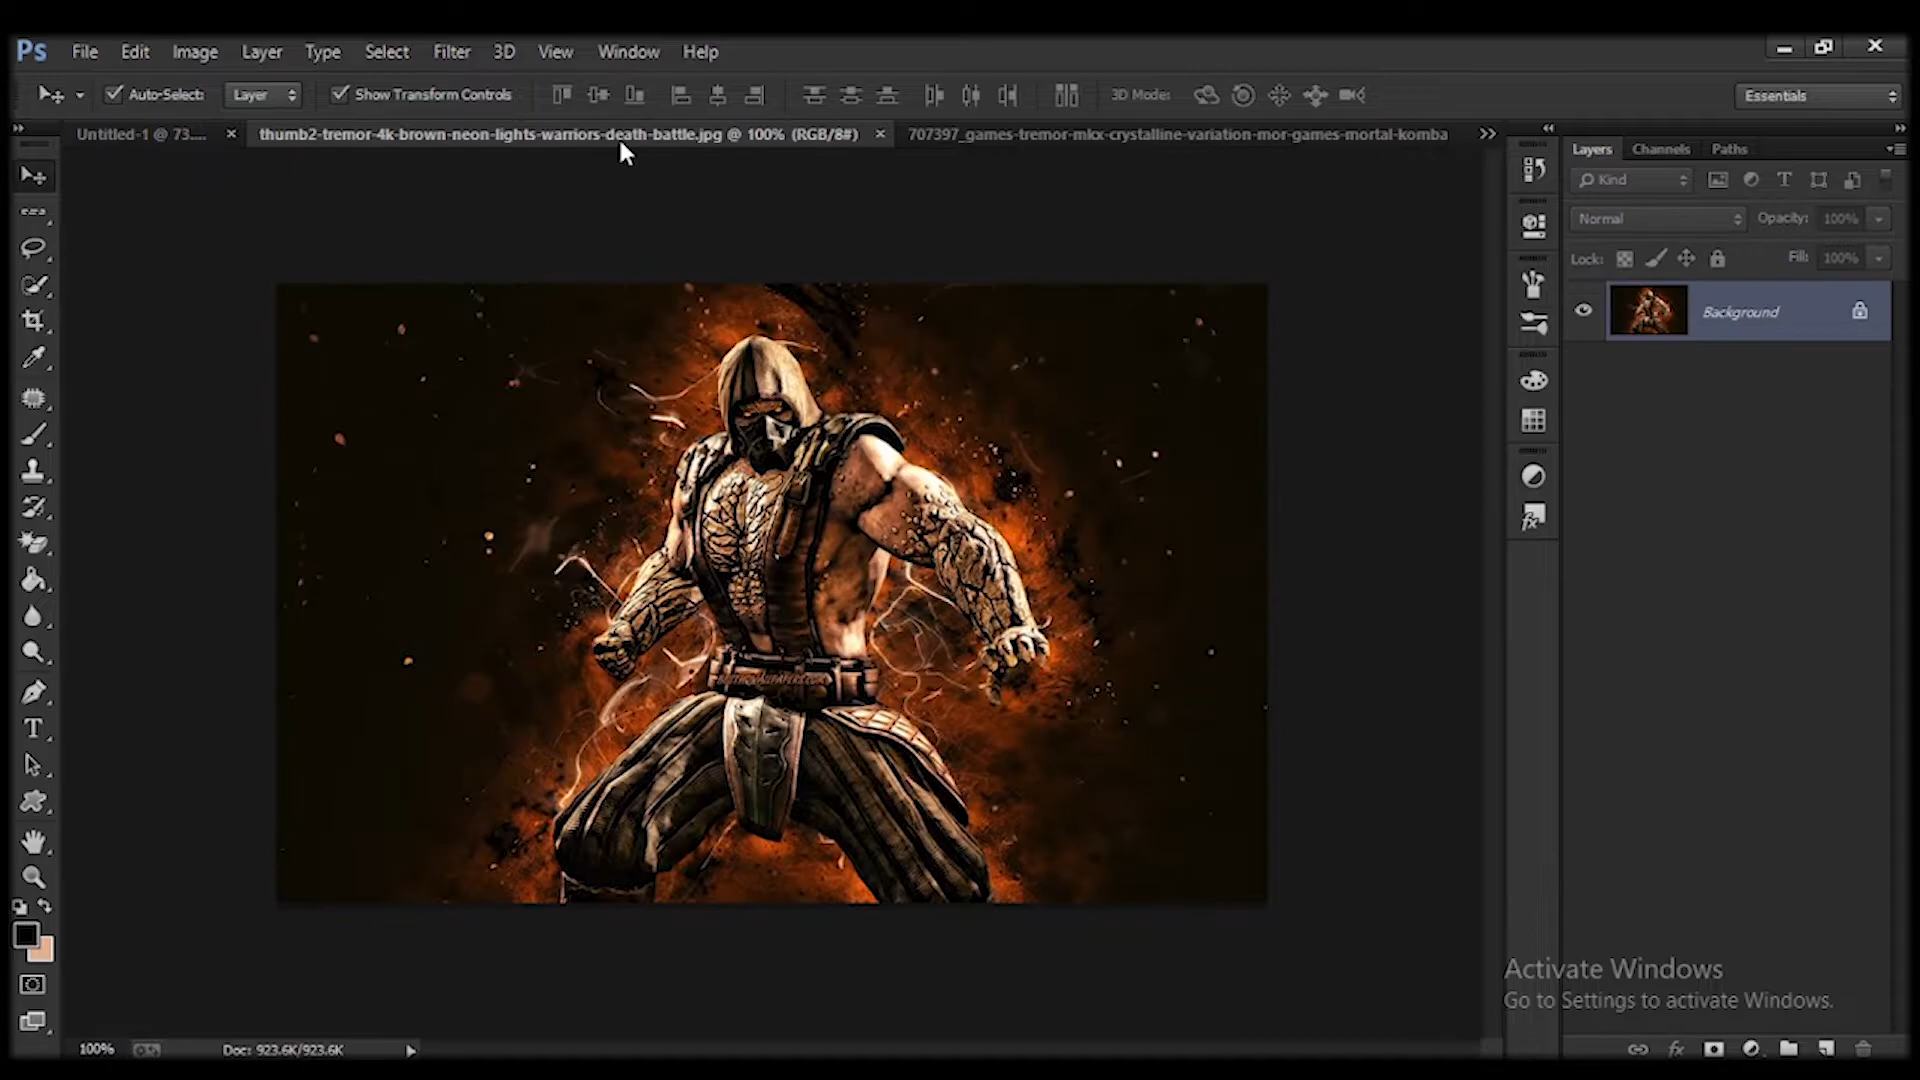 Ps File Edit Image Layer Type Select Filter 3D View Window Help
Auto-Select: Layer Show Transform Controls 3D Mode: Essentials
Untitled-1 @ 73.... × thumb2-tremor-4k-brown-neon-lights-warriors-death-battle.jpg @ 100% (RGB/8#) × 707397_games-tremor-mkx-crystalline-variation-mor-games-mortal-komba
Layers Channels Paths
Kind
Normal Opacity: 100%
Lock: Fill: 100%
Background
Activate Windows
Go to Settings to activate Windows.
100% Doc: 923.6K/923.6K